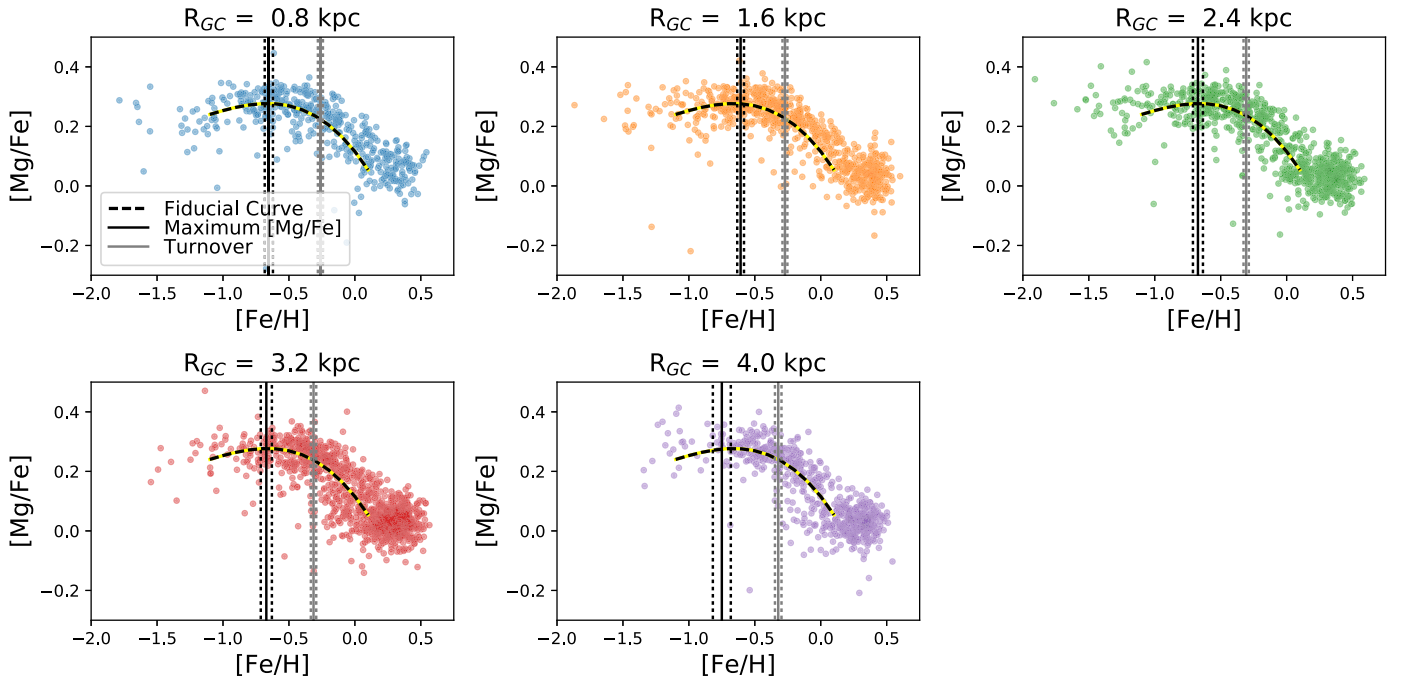 R_GC = 0.8 kpc
R_GC = 1.6 kpc
R_GC = 2.4 kpc
[Mg/Fe]
0.4
0.2
0.0
−0.2
Fiducial Curve
Maximum [Mg/Fe]
Turnover
−2.0 −1.5 −1.0 −0.5 0.0 0.5
[Fe/H]
[Mg/Fe]
0.4
0.2
0.0
−0.2
−2.0 −1.5 −1.0 −0.5 0.0 0.5
[Fe/H]
[Mg/Fe]
0.4
0.2
0.0
−0.2
−2.0 −1.5 −1.0 −0.5 0.0 0.5
[Fe/H]
R_GC = 3.2 kpc
R_GC = 4.0 kpc
[Mg/Fe]
0.4
0.2
0.0
−0.2
−2.0 −1.5 −1.0 −0.5 0.0 0.5
[Fe/H]
[Mg/Fe]
0.4
0.2
0.0
−0.2
−2.0 −1.5 −1.0 −0.5 0.0 0.5
[Fe/H]